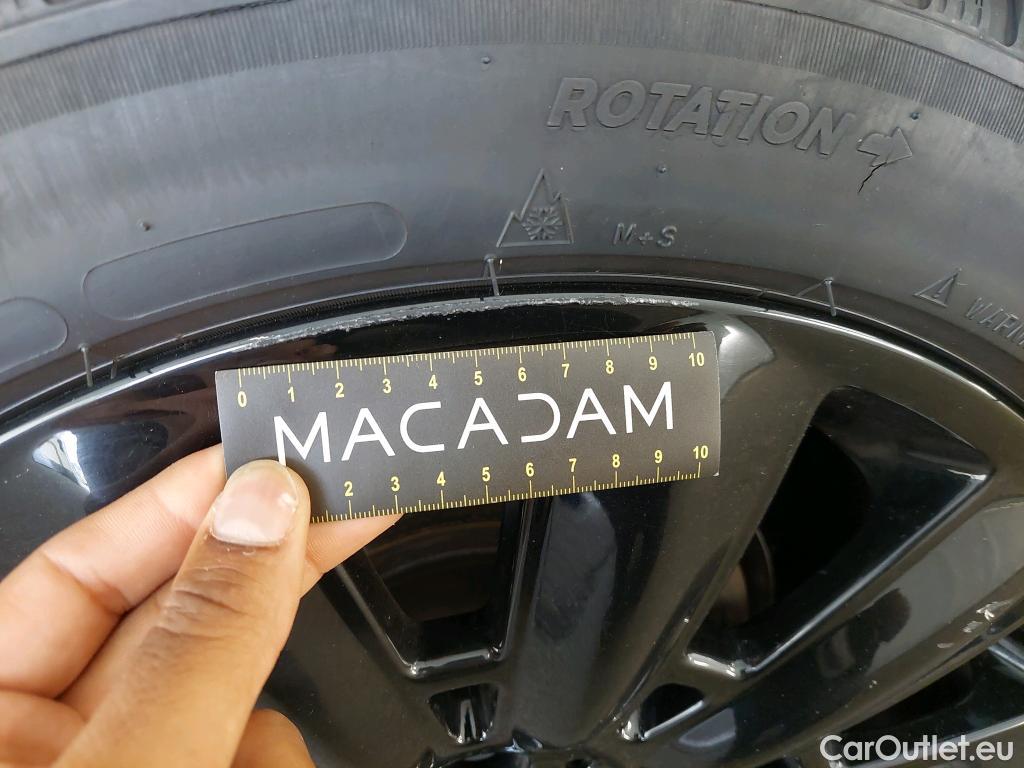 ROTATION
M+S
0 1 2 3 4 5 6 7 8 9 10
MACADAM
2 3 4 5 6 7 8 9 10
CarOutlet.eu